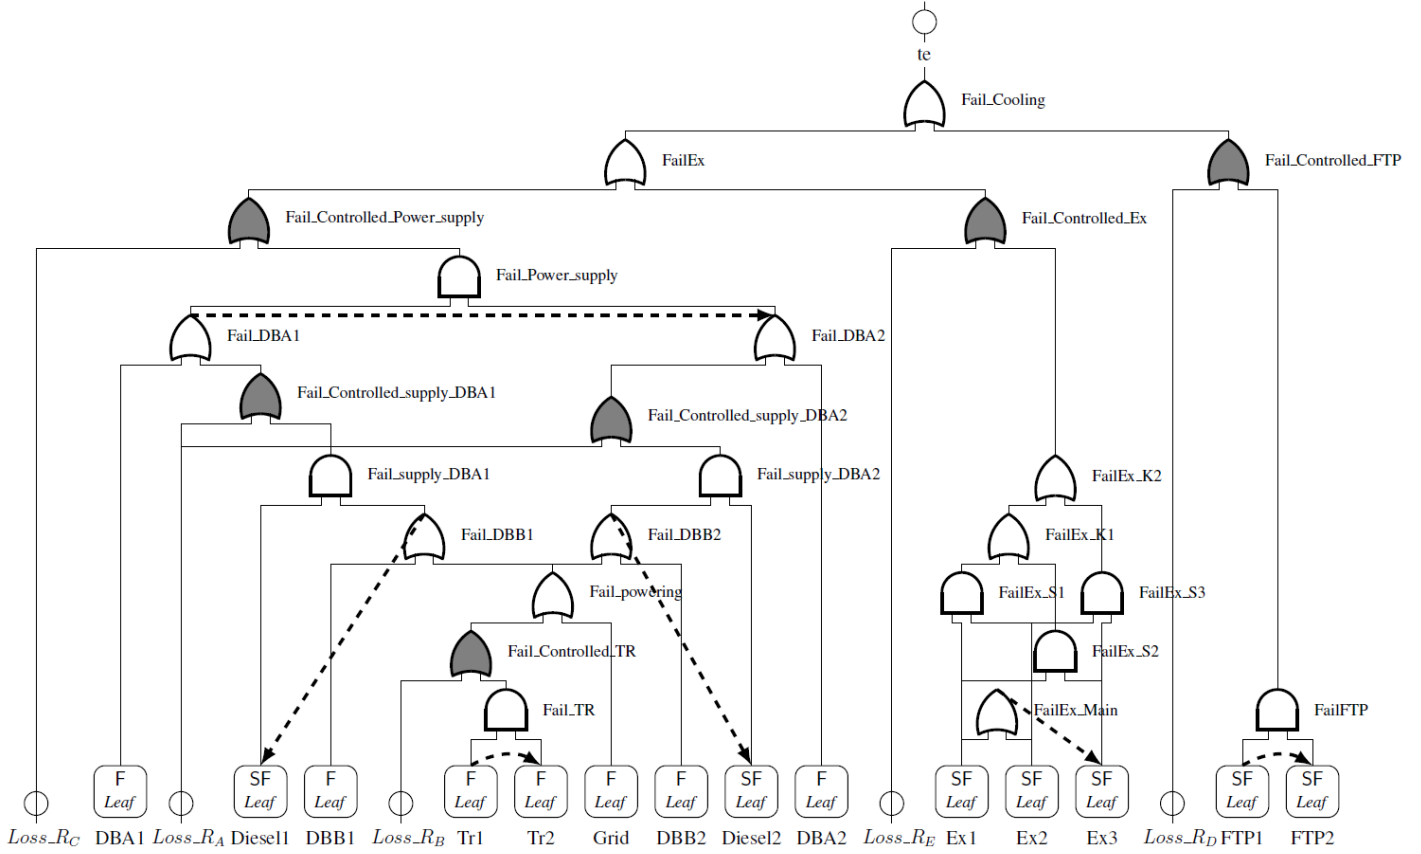 te
Fail_Cooling
FailEx
Fail_Controlled_FTP
Fail_Controlled_Power_supply
Fail_Controlled_Ex
Fail_Power_supply
Fail_DBA1
Fail_DBA2
Fail_Controlled_supply_DBA1
Fail_Controlled_supply_DBA2
Fail_supply_DBA1
Fail_supply_DBA2
FailEx_K2
Fail_DBB1
Fail_DBB2
FailEx_K1
Fail_powering
FailEx_S1
FailEx_S3
Fail_Controlled_TR
FailEx_S2
Fail_TR
FailEx_Main
FailFTP
F SF F F F F F SF F SF SF SF SF SF
Leaf Leaf Leaf Leaf Leaf Leaf Leaf Leaf Leaf Leaf Leaf Leaf Leaf Leaf
Loss_R_C DBA1 Loss_R_A Diesel1 DBB1 Loss_R_B Tr1 Tr2 Grid DBB2 Diesel2 DBA2 Loss_R_E Ex1 Ex2 Ex3 Loss_R_D FTP1 FTP2